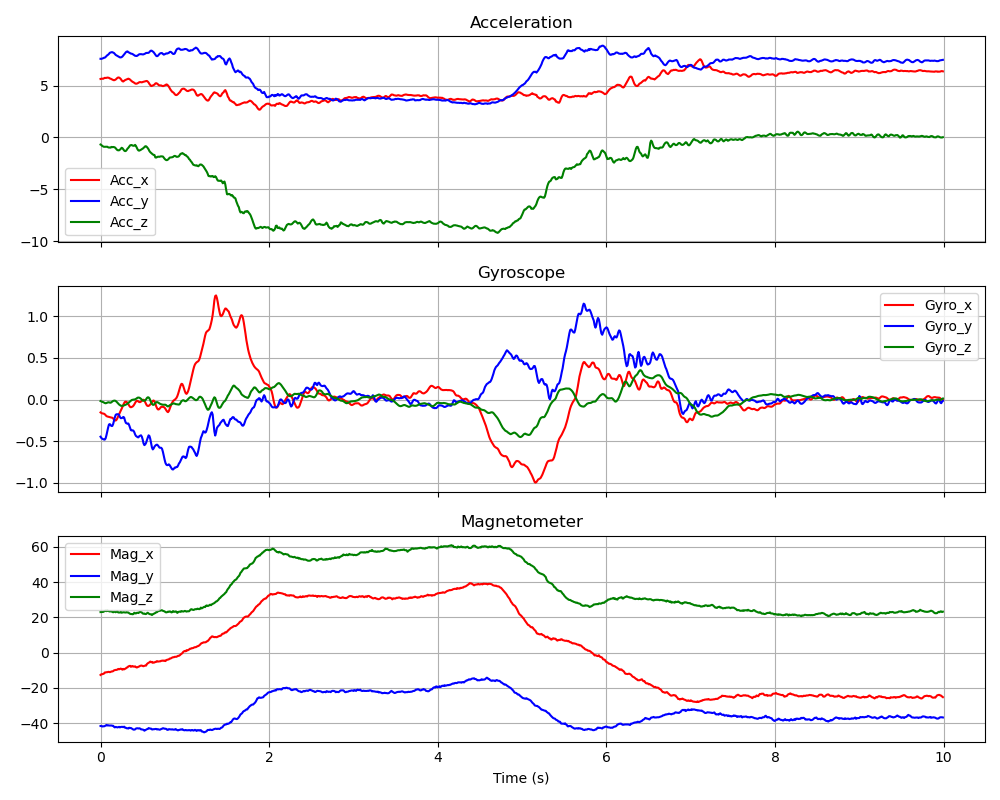 Acceleration
5
0
−5
−10
Acc_x
Acc_y
Acc_z
Gyroscope
1.0
0.5
0.0
−0.5
−1.0
Gyro_x
Gyro_y
Gyro_z
Magnetometer
60
40
20
0
−20
−40
Mag_x
Mag_y
Mag_z
0 2 4 6 8 10
Time (s)